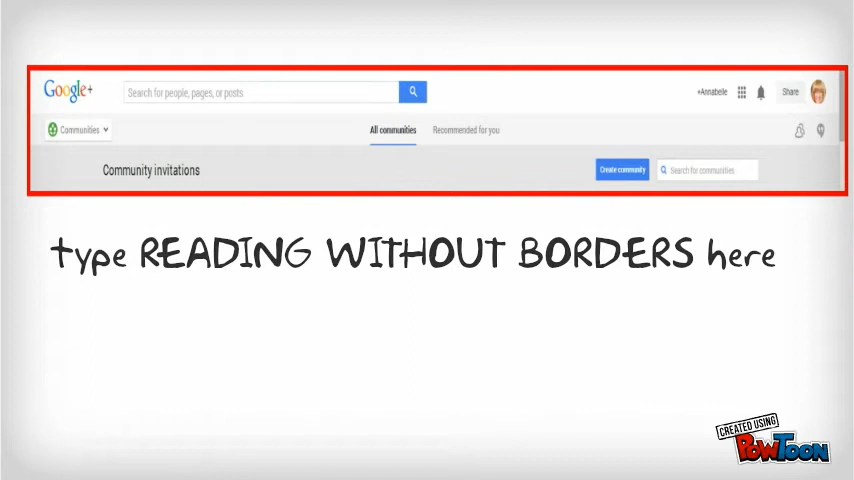 Google+ Search for people, pages, or posts +Annabelle Share
Communities All communities Recommended for you
Community invitations Create community Search for communities
type READING WITHOUT BORDERS here
CREATED USING
POWTOON